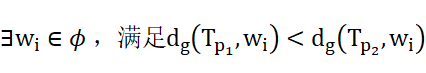 ∃wᵢ ∈ ϕ ，满足d_g(T_{p₁},wᵢ) < d_g(T_{p₂},wᵢ)